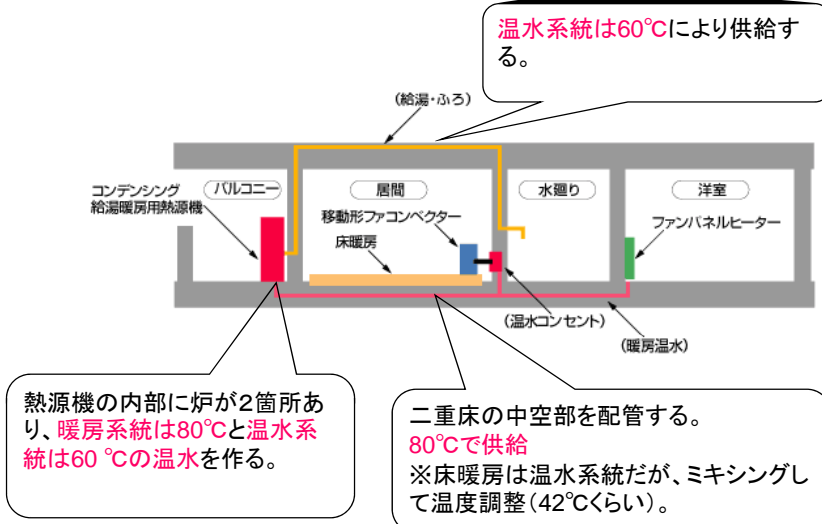 温水系統は60℃により供給す
る。
(給湯・ふろ)
コンデンシング
給湯暖房用熱源機
バルコニー
居間
水廻り
洋室
移動形ファコンベクター
床暖房
ファンパネルヒーター
(温水コンセント)
(暖房温水)
熱源機の内部に炉が2箇所あ
り、暖房系統は80℃と温水系
統は60 ℃の温水を作る。
二重床の中空部を配管する。
80℃で供給
※床暖房は温水系統だが、ミキシングし
て温度調整(42℃くらい)。